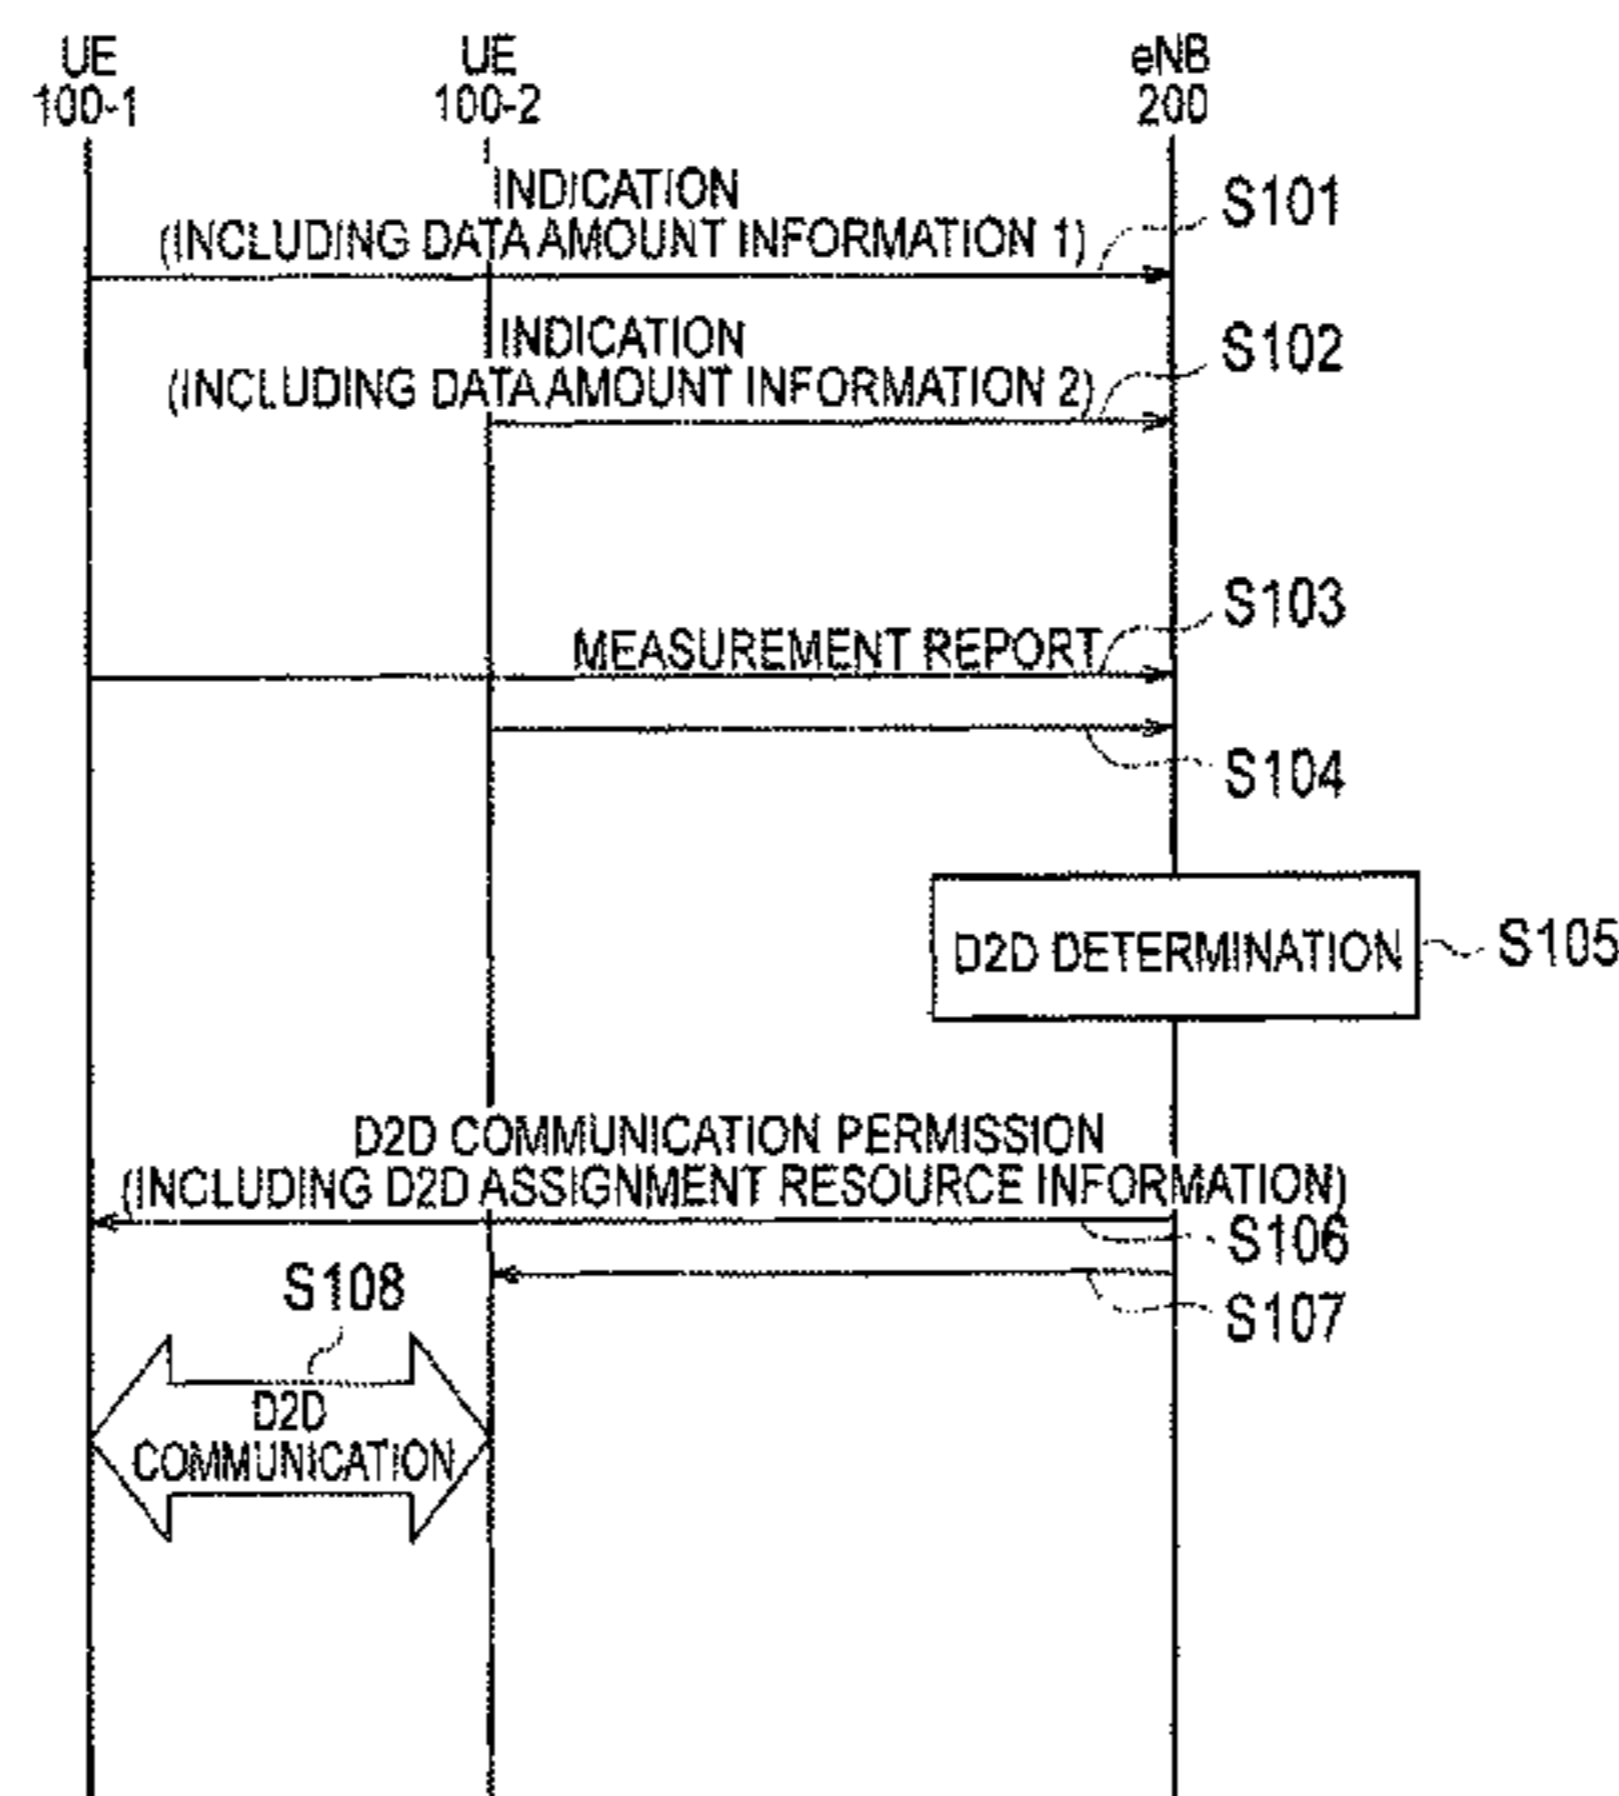 UE
100-1
UE
100-2
eNB
200
INDICATION
(INCLUDING DATA AMOUNT INFORMATION 1)
S101
INDICATION
(INCLUDING DATA AMOUNT INFORMATION 2)
S102
MEASUREMENT REPORT
S103
S104
D2D DETERMINATION
S105
D2D COMMUNICATION PERMISSION
(INCLUDING D2D ASSIGNMENT RESOURCE INFORMATION)
S106
S107
S108
D2D
COMMUNICATION